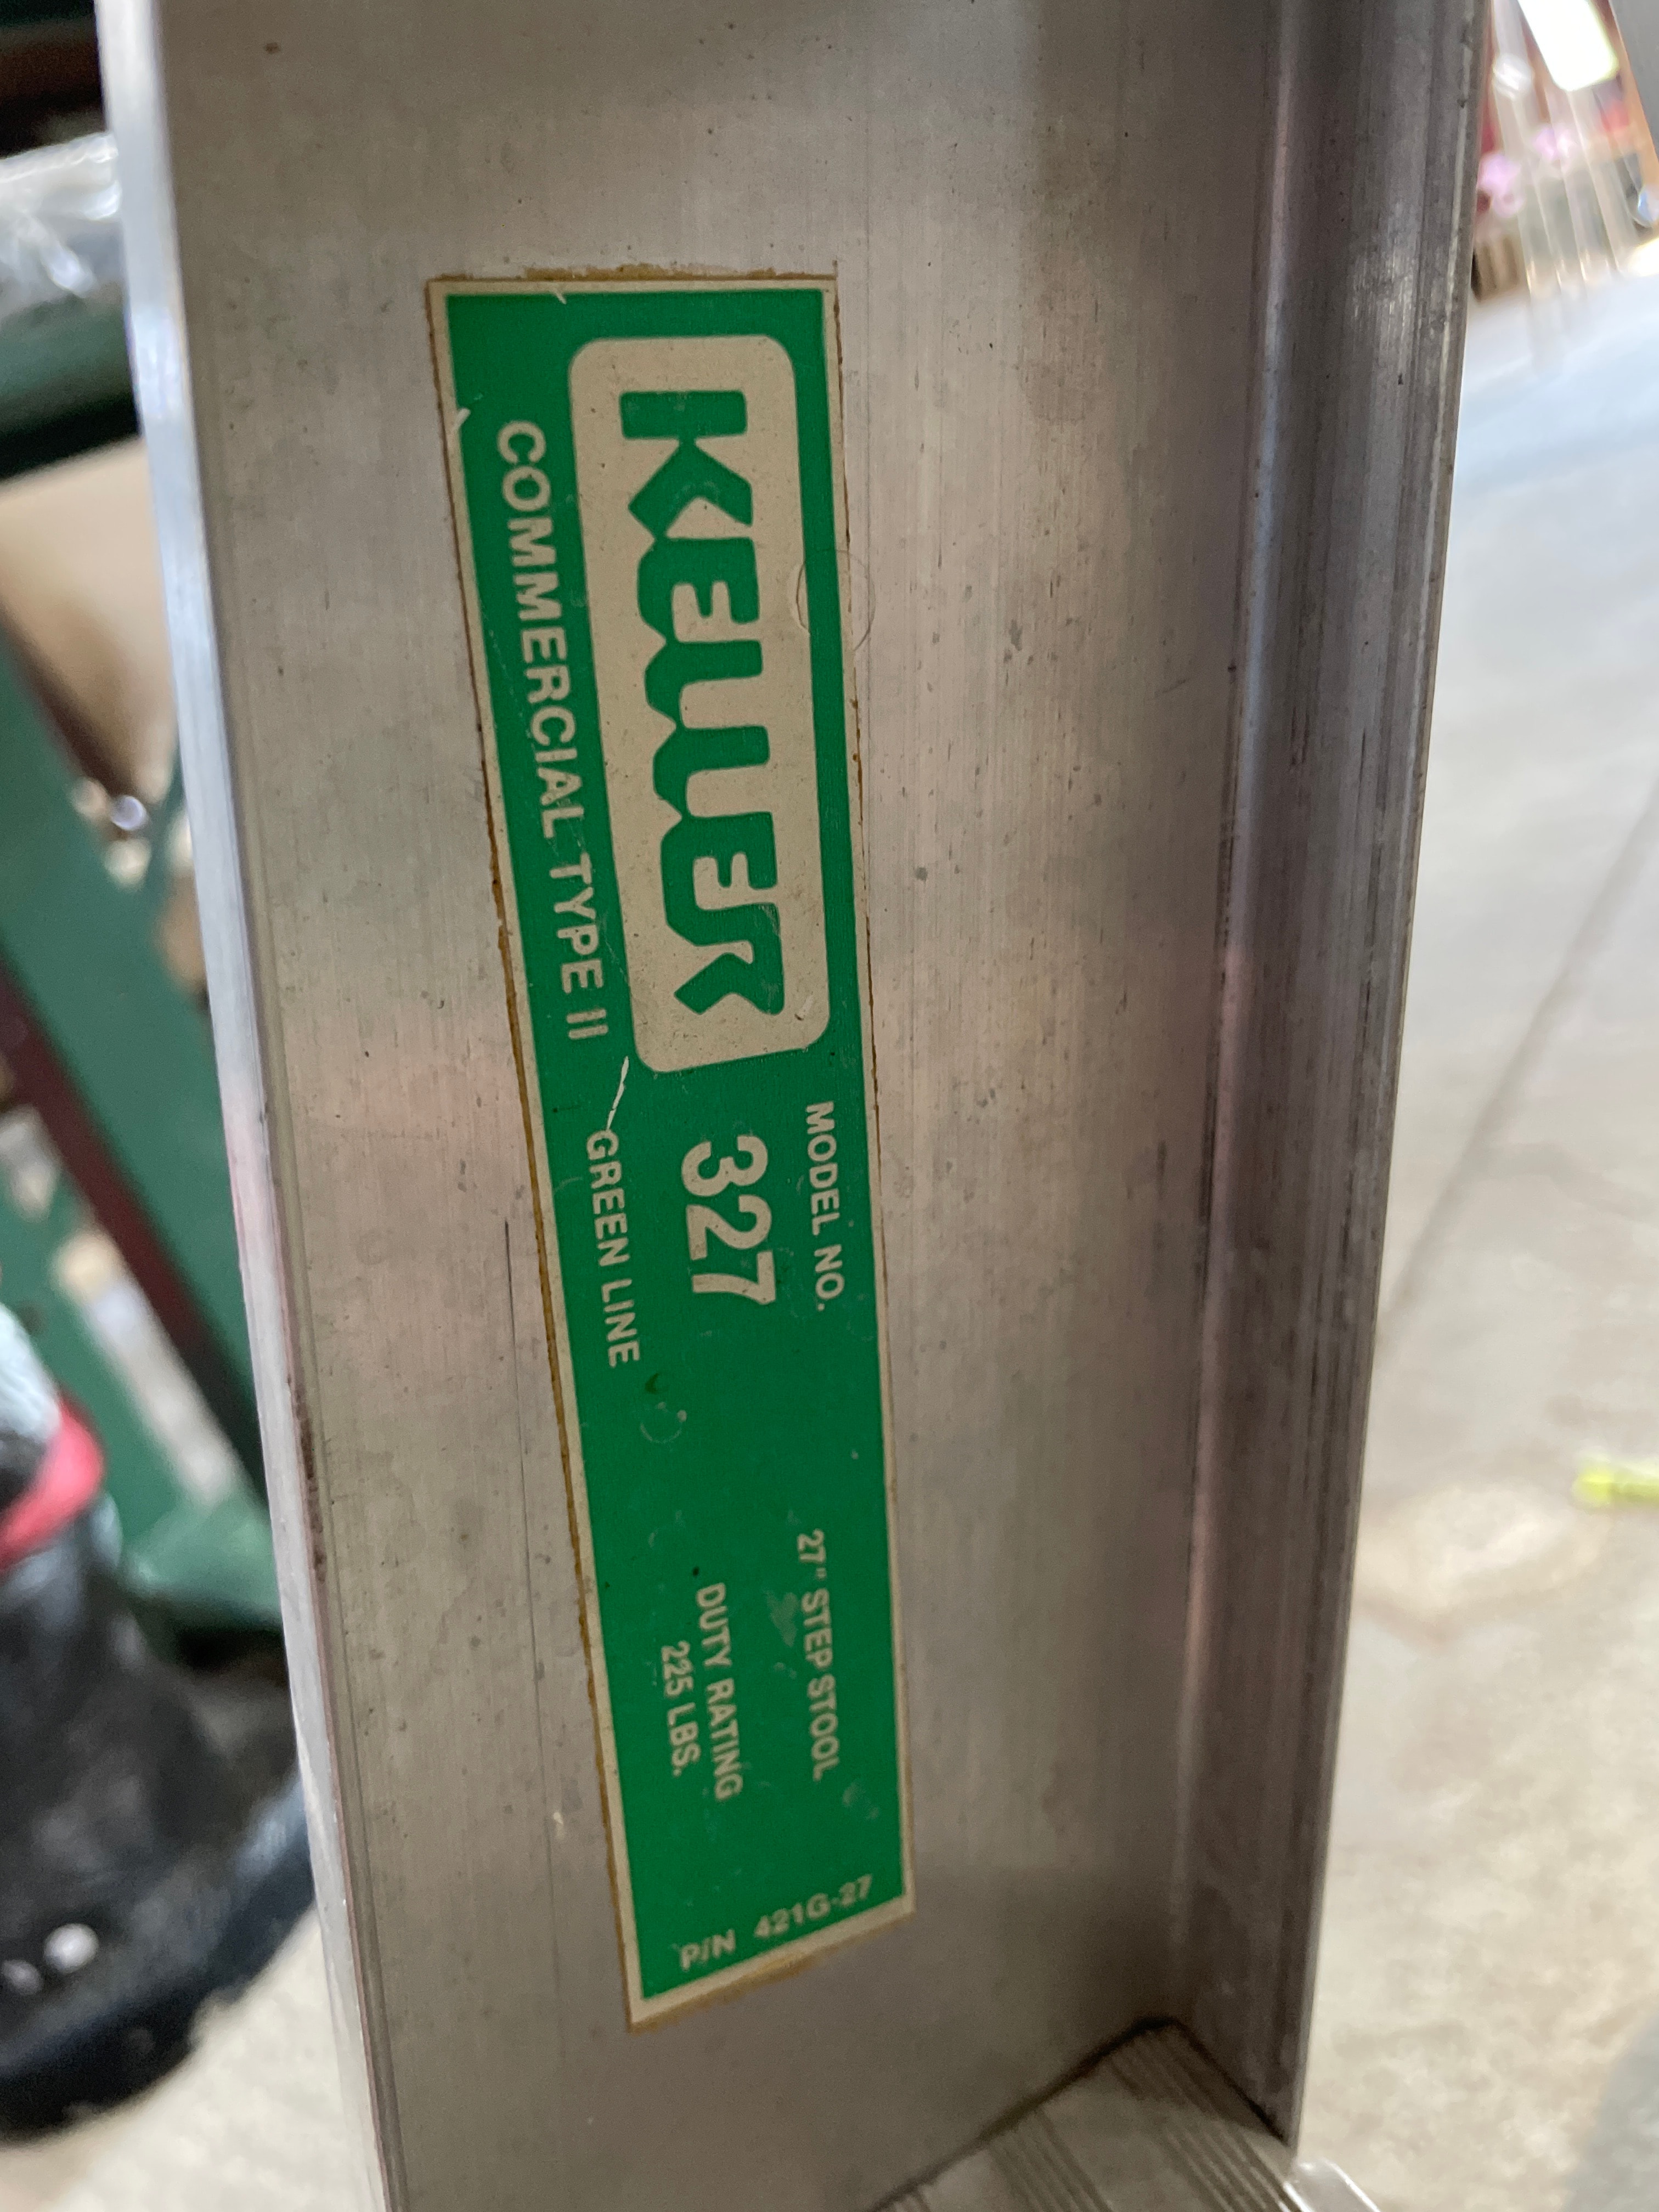 KELLER
COMMERCIAL TYPE II
MODEL NO.
327
GREEN LINE
27" STEP STOOL
DUTY RATING
225 LBS.
P/N 421G-27